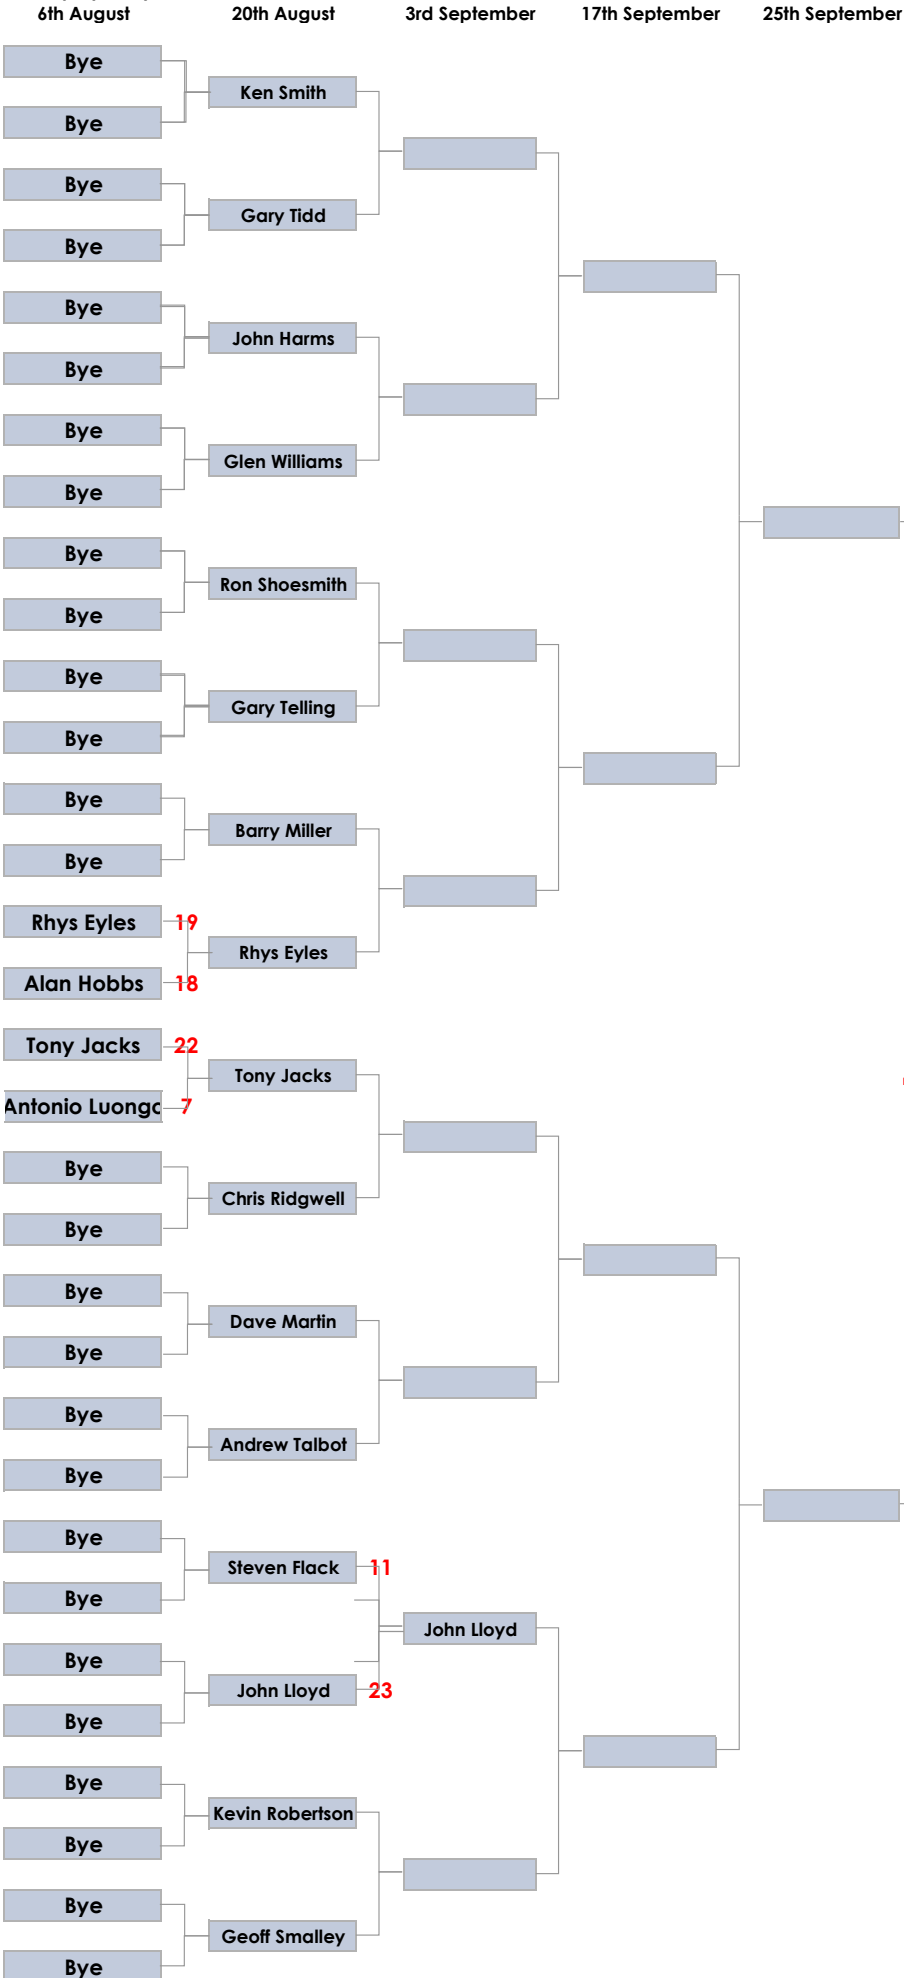 6th August 20th August 3rd September 17th September 25th September
Bye
Ken Smith
Bye
Bye
Gary Tidd
Bye
Bye
John Harms
Bye
Bye
Glen Williams
Bye
Bye
Ron Shoesmith
Bye
Bye
Gary Telling
Bye
Bye
Barry Miller
Bye
Rhys Eyles 19
Rhys Eyles
Alan Hobbs 18
Tony Jacks 22
Tony Jacks
Antonio Luongo 7
Bye
Chris Ridgwell
Bye
Bye
Dave Martin
Bye
Bye
Andrew Talbot
Bye
Bye
Steven Flack 11
Bye
John Lloyd
Bye
John Lloyd 23
Bye
Bye
Kevin Robertson
Bye
Bye
Geoff Smalley
Bye